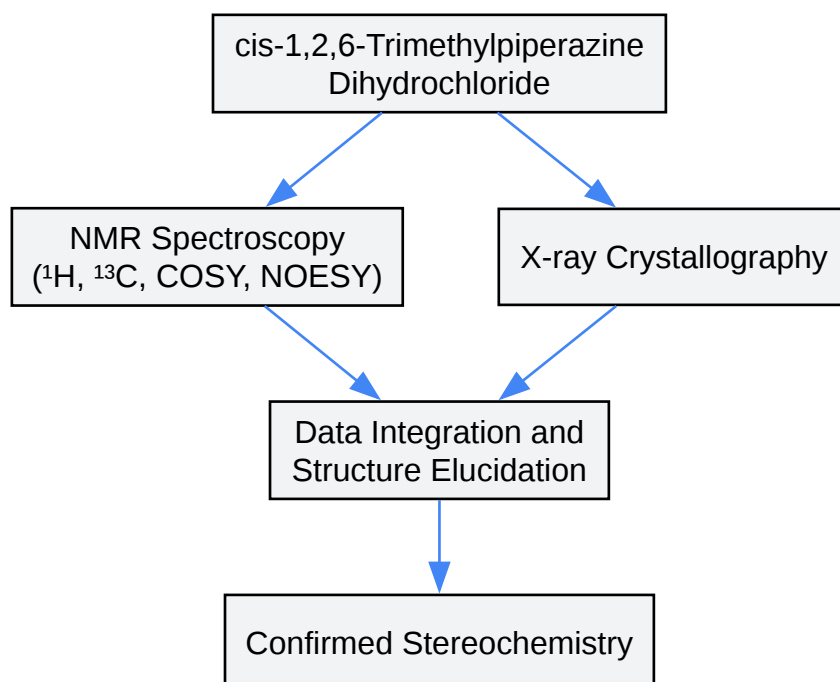 cis-1,2,6-Trimethylpiperazine
Dihydrochloride
NMR Spectroscopy
(¹H, ¹³C, COSY, NOESY)
X-ray Crystallography
Data Integration and
Structure Elucidation
Confirmed Stereochemistry